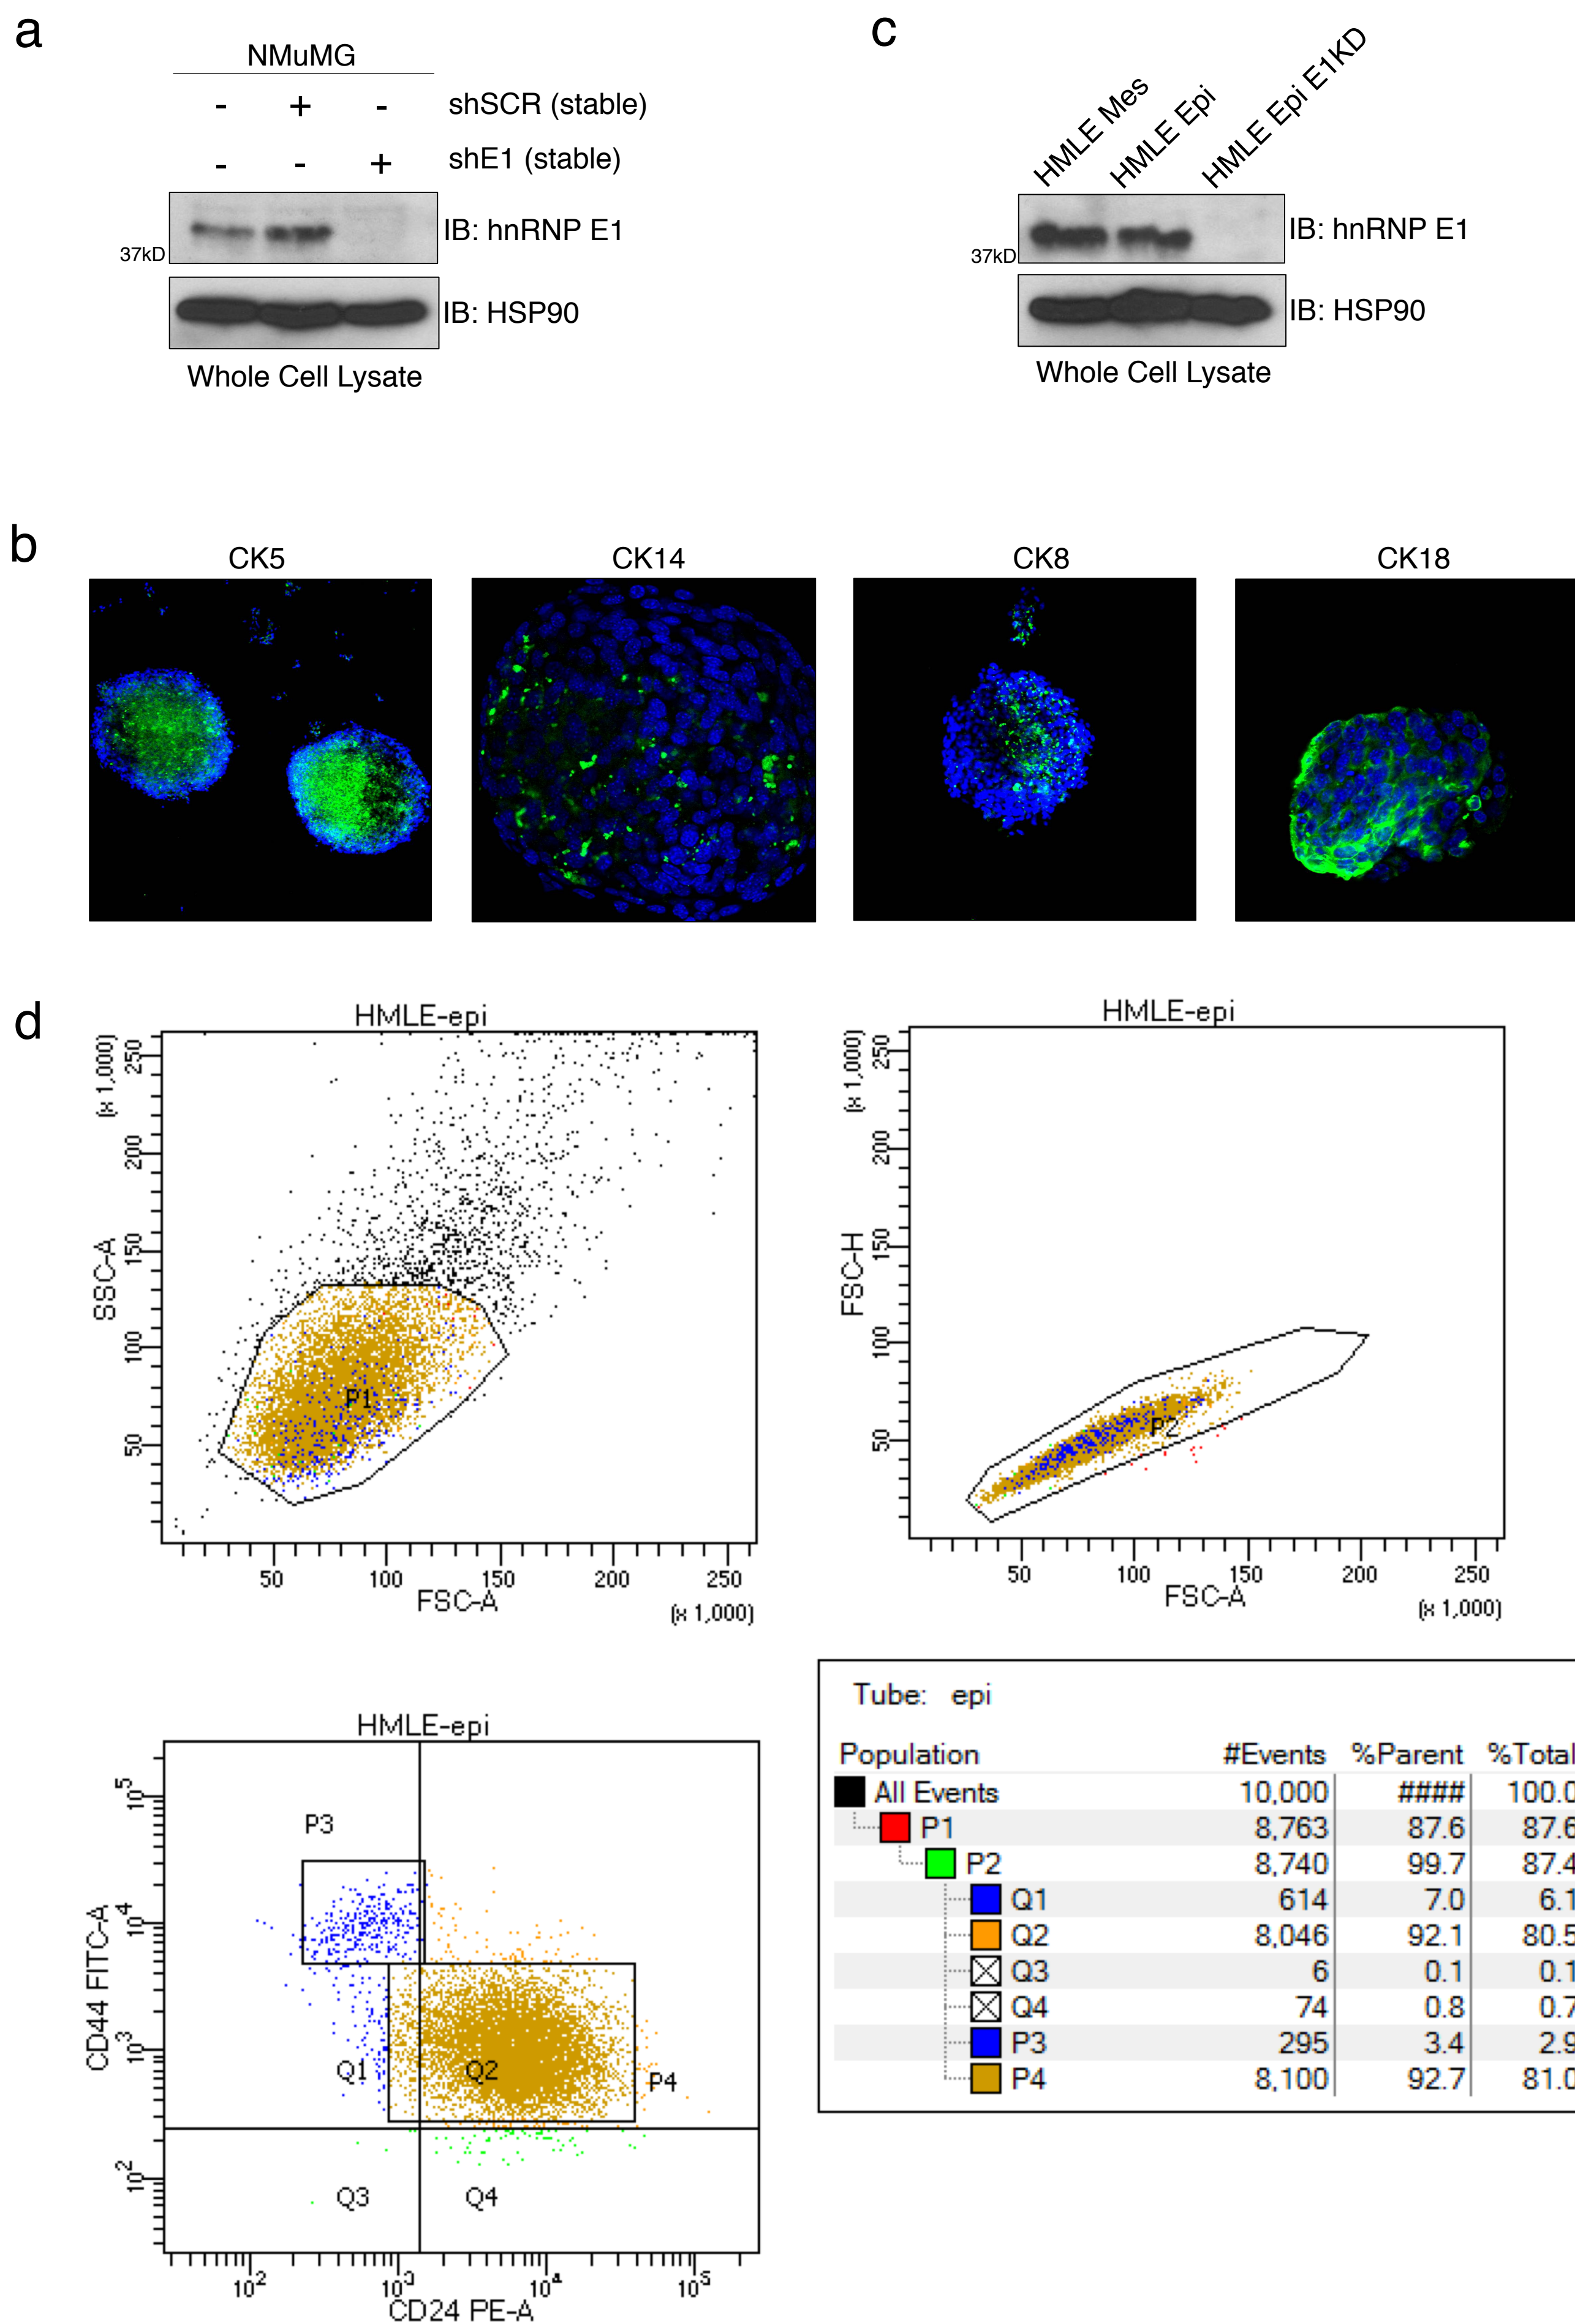 a
NMuMG
- + - shSCR (stable)
- - + shE1 (stable)
IB: hnRNP E1
37kD
IB: HSP90
Whole Cell Lysate
c
HMLE Mes
HMLE Epi
HMLE Epi E1KD
IB: hnRNP E1
37kD
IB: HSP90
Whole Cell Lysate
b
CK5 CK14 CK8 CK18
d
HMLE-epi
(x 1,000)
SSC-A
250
200
150
100
50
P1
50 100 150 200 250
FSC-A
(x 1,000)
HMLE-epi
(x 1,000)
FSC-H
250
200
150
100
50
P2
50 100 150 200 250
FSC-A
(x 1,000)
HMLE-epi
CD44 FITC-A
10^5
10^4
10^3
10^2
P3
Q1 Q2 P4
Q3 Q4
10^2 10^3 10^4 10^5
CD24 PE-A
Tube: epi
Population #Events %Parent %Total
All Events 10,000 #### 100.0
P1 8,763 87.6 87.6
P2 8,740 99.7 87.4
Q1 614 7.0 6.1
Q2 8,046 92.1 80.5
Q3 6 0.1 0.1
Q4 74 0.8 0.7
P3 295 3.4 2.9
P4 8,100 92.7 81.0